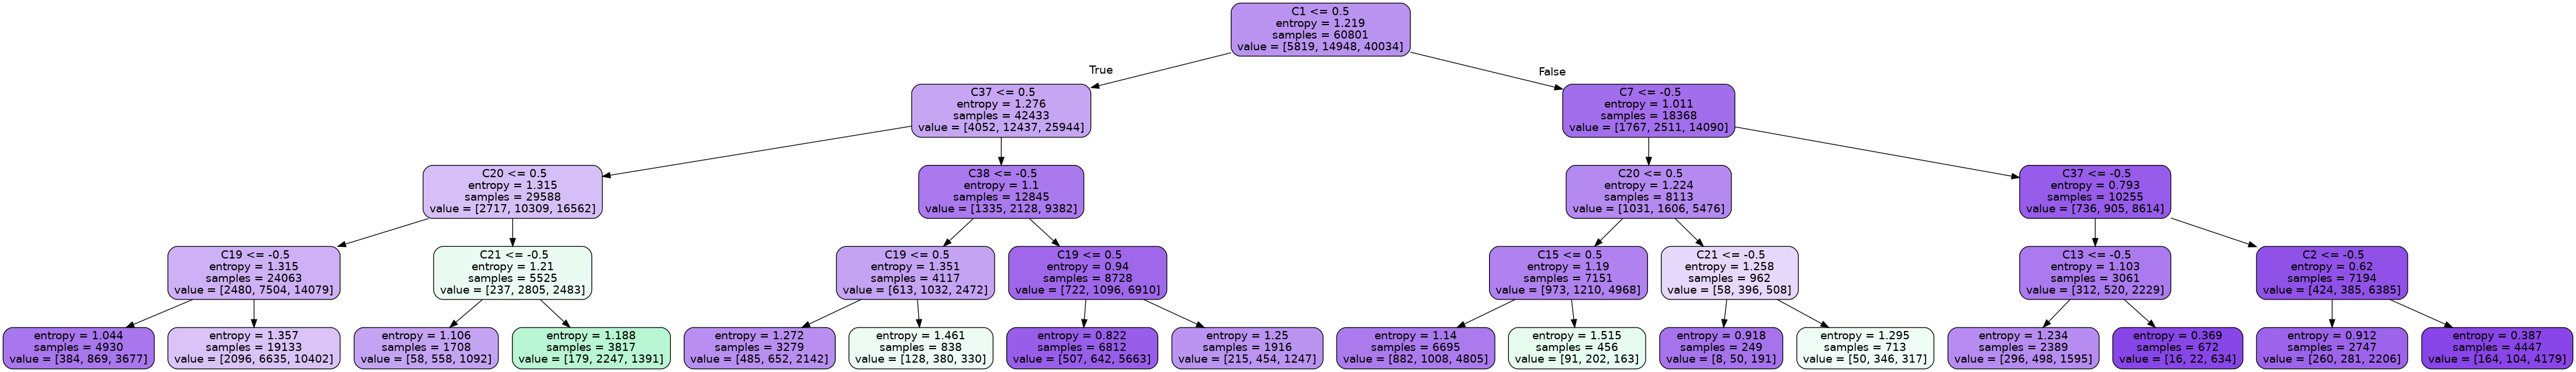 C1 <= 0.5
entropy = 1.219
samples = 60801
value = [5819, 14948, 40034]
True
False
C37 <= 0.5
entropy = 1.276
samples = 42433
value = [4052, 12437, 25944]
C7 <= -0.5
entropy = 1.011
samples = 18368
value = [1767, 2511, 14090]
C20 <= 0.5
entropy = 1.315
samples = 29588
value = [2717, 10309, 16562]
C38 <= -0.5
entropy = 1.1
samples = 12845
value = [1335, 2128, 9382]
C20 <= 0.5
entropy = 1.224
samples = 8113
value = [1031, 1606, 5476]
C37 <= -0.5
entropy = 0.793
samples = 10255
value = [736, 905, 8614]
C19 <= -0.5
entropy = 1.315
samples = 24063
value = [2480, 7504, 14079]
C21 <= -0.5
entropy = 1.21
samples = 5525
value = [237, 2805, 2483]
C19 <= 0.5
entropy = 1.351
samples = 4117
value = [613, 1032, 2472]
C19 <= 0.5
entropy = 0.94
samples = 8728
value = [722, 1096, 6910]
C15 <= 0.5
entropy = 1.19
samples = 7151
value = [973, 1210, 4968]
C21 <= -0.5
entropy = 1.258
samples = 962
value = [58, 396, 508]
C13 <= -0.5
entropy = 1.103
samples = 3061
value = [312, 520, 2229]
C2 <= -0.5
entropy = 0.62
samples = 7194
value = [424, 385, 6385]
entropy = 1.044
samples = 4930
value = [384, 869, 3677]
entropy = 1.357
samples = 19133
value = [2096, 6635, 10402]
entropy = 1.106
samples = 1708
value = [58, 558, 1092]
entropy = 1.188
samples = 3817
value = [179, 2247, 1391]
entropy = 1.272
samples = 3279
value = [485, 652, 2142]
entropy = 1.461
samples = 838
value = [128, 380, 330]
entropy = 0.822
samples = 6812
value = [507, 642, 5663]
entropy = 1.25
samples = 1916
value = [215, 454, 1247]
entropy = 1.14
samples = 6695
value = [882, 1008, 4805]
entropy = 1.515
samples = 456
value = [91, 202, 163]
entropy = 0.918
samples = 249
value = [8, 50, 191]
entropy = 1.295
samples = 713
value = [50, 346, 317]
entropy = 1.234
samples = 2389
value = [296, 498, 1595]
entropy = 0.369
samples = 672
value = [16, 22, 634]
entropy = 0.912
samples = 2747
value = [260, 281, 2206]
entropy = 0.387
samples = 4447
value = [164, 104, 4179]